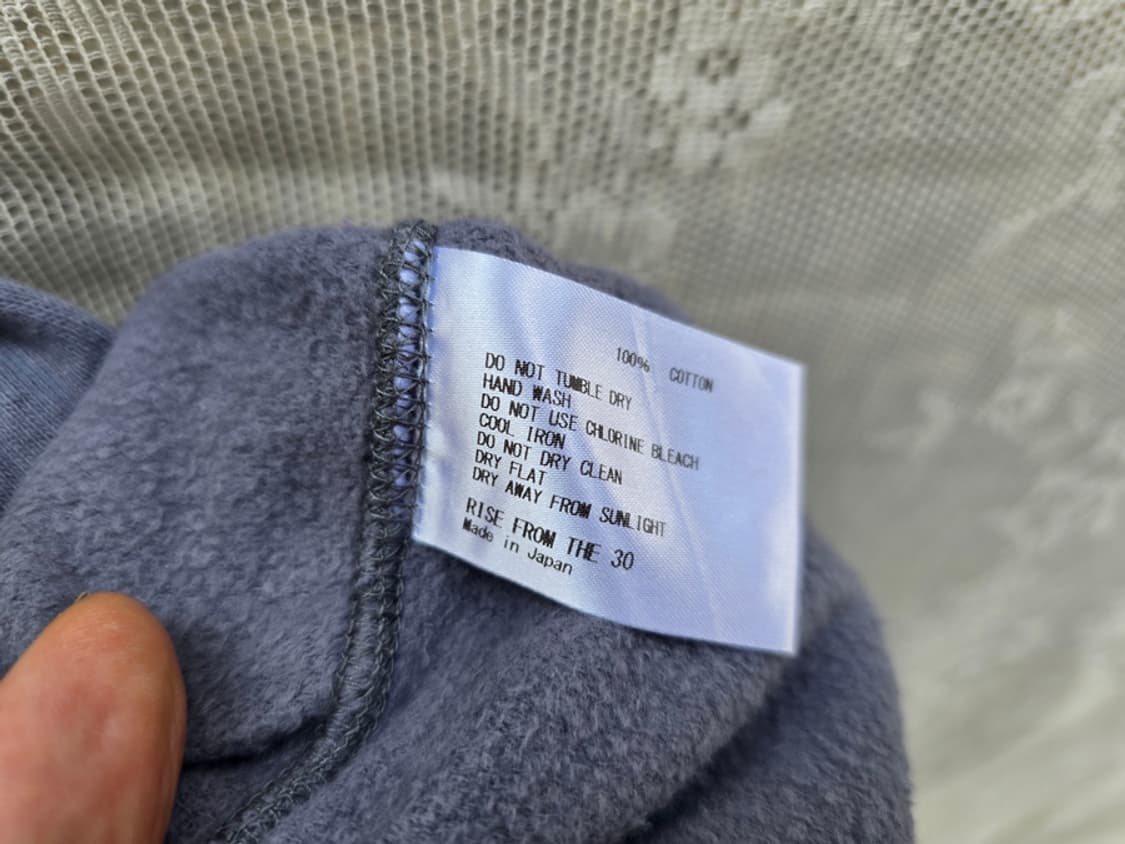 100% COTTON
DO NOT TUMBLE DRY
HAND WASH
DO NOT USE CHLORINE BLEACH
COOL IRON
DO NOT DRY CLEAN
DRY FLAT
DRY AWAY FROM SUNLIGHT
RISE FROM THE 30
Made in Japan